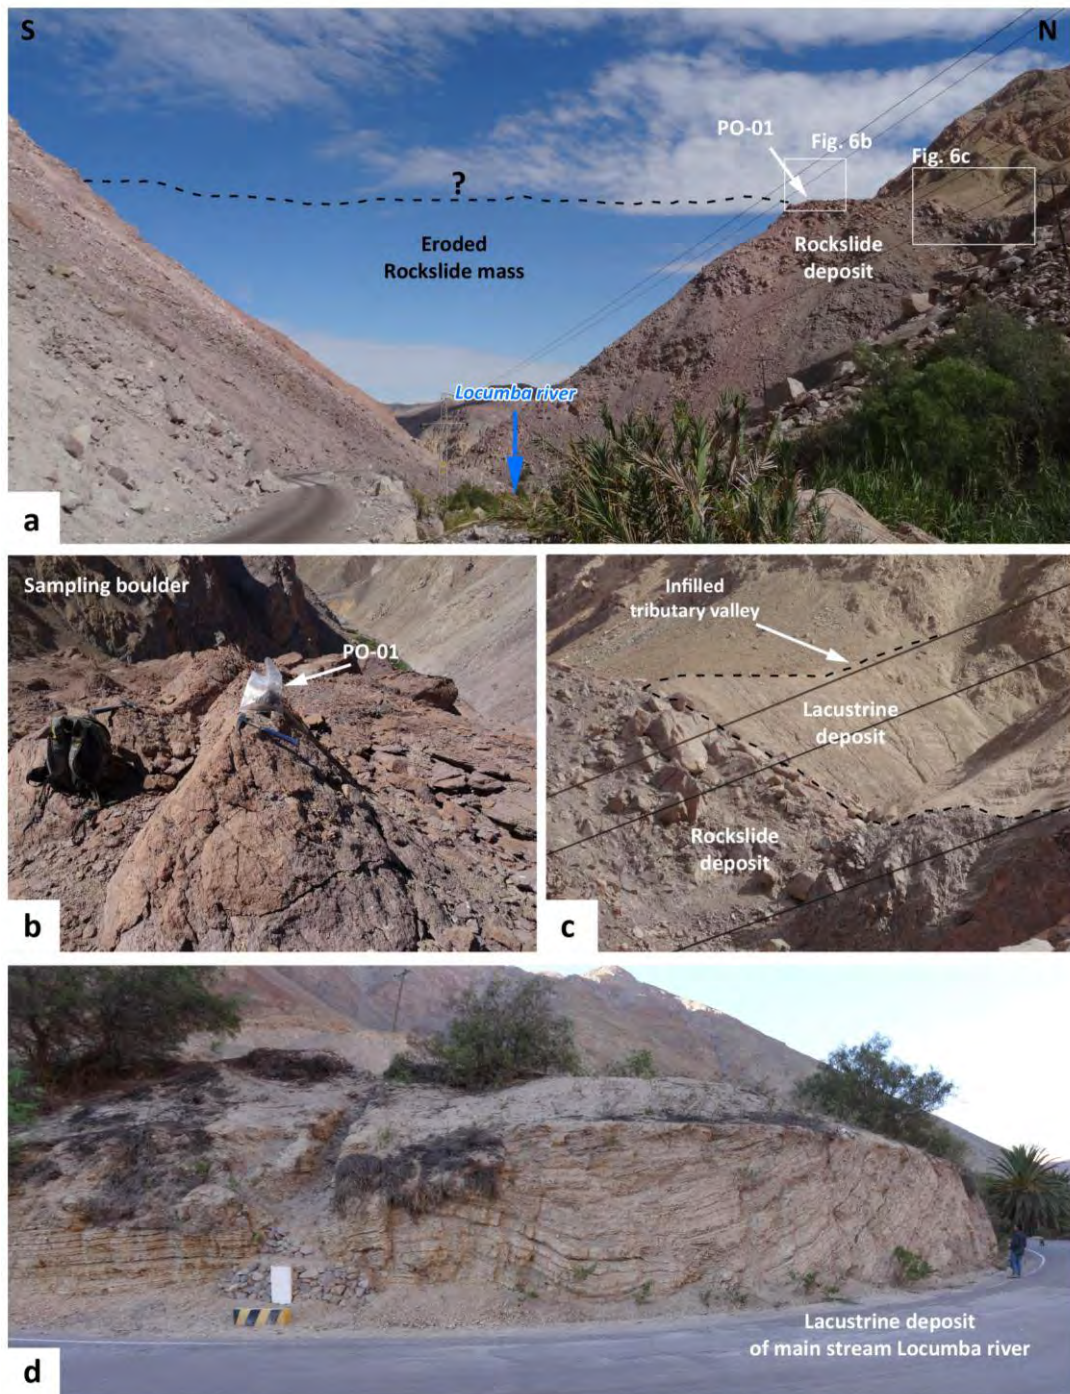 S
N
PO-01
Fig. 6b
Fig. 6c
?
Eroded
Rockslide mass
Rockslide
deposit
Locumba river
a
Sampling boulder
PO-01
b
Infilled
tributary valley
Lacustrine
deposit
Rockslide
deposit
c
Lacustrine deposit
of main stream Locumba river
d